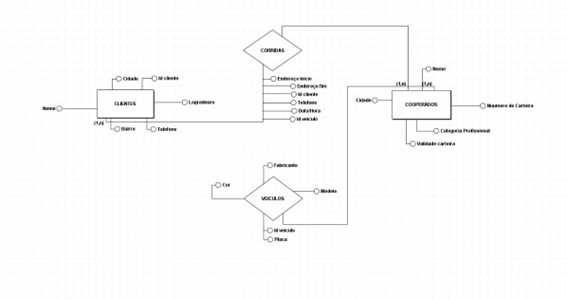 CORRIDAS
Nome
Cidade
Id cliente
CLIENTES
Logradouro
(1,n)
Bairro
Telefone
Endereço inicio
Endereço fim
Id cliente
Telefone
Data/Hora
Id veiculo
(1,n)
(1,n)
Nome
Cidade
COOPERADOS
Numero de Carteira
Categoria Profissional
Validade carteira
Fabricante
Cor
Modelo
VEICULOS
Id veiculo
Placa